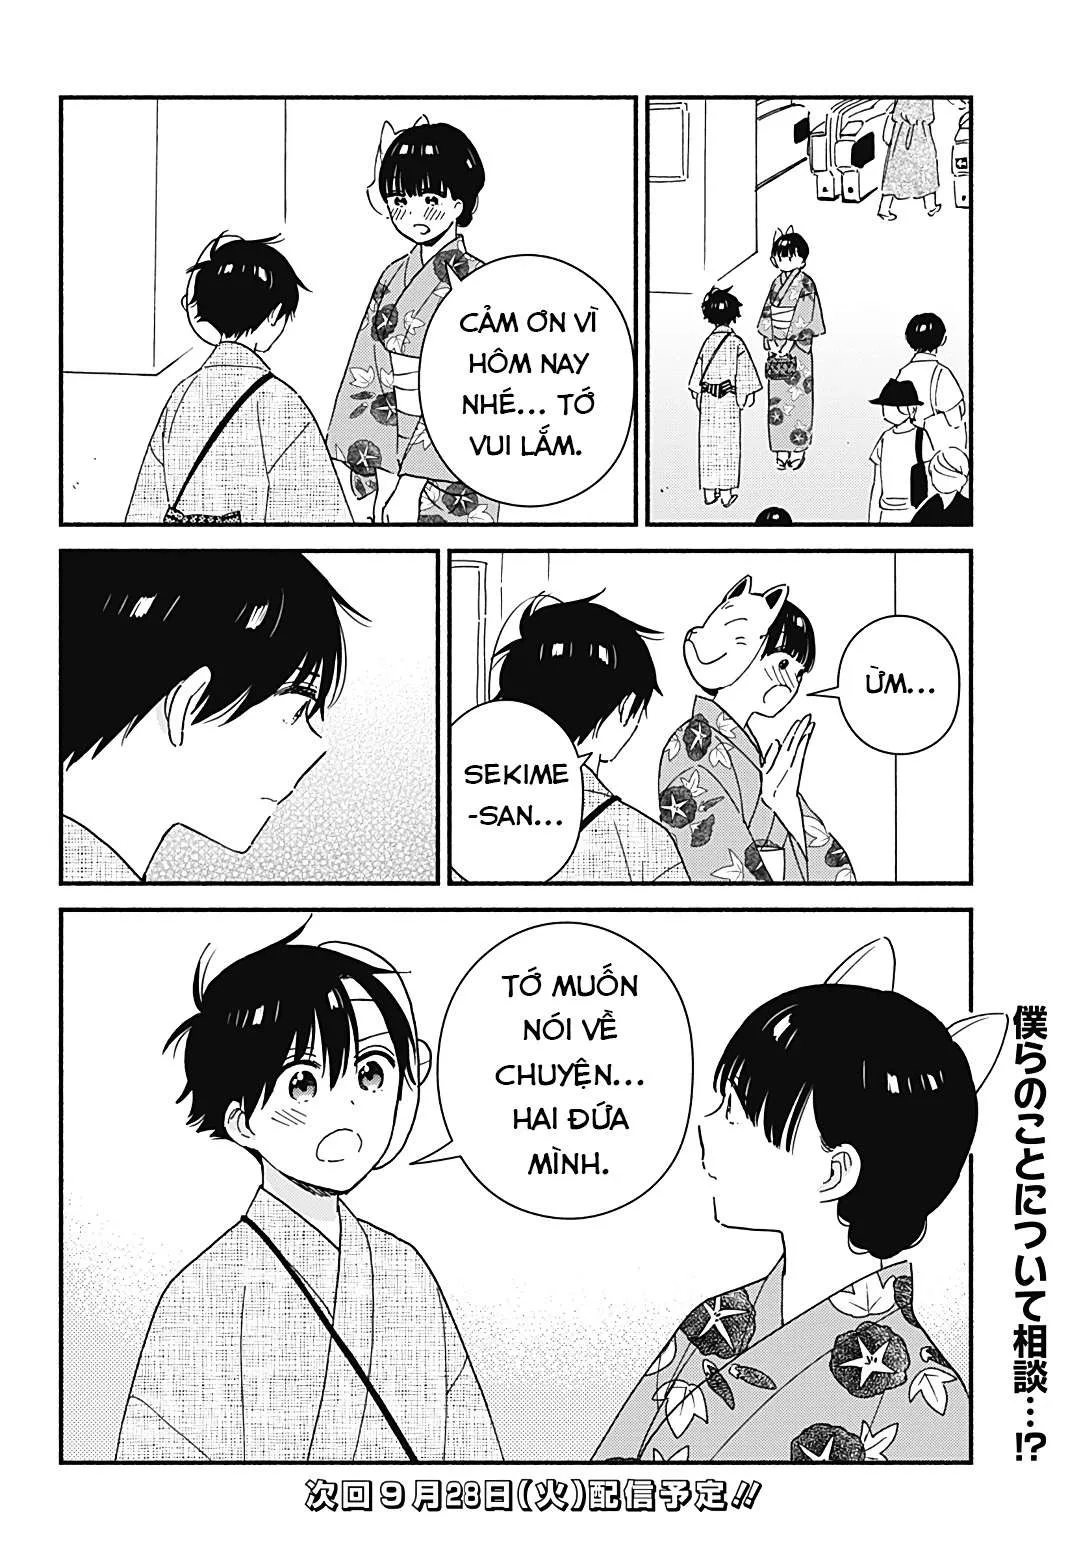 CẢM ƠN VÌ
HÔM NAY
NHÉ... TỚ
VUI LẮM.
ỪM...
SEKIME
-SAN...
TỚ MUỐN
NÓI VỀ
CHUYỆN...
HAI ĐỨA
MÌNH.
僕らのことについて相談…!?
次回9月28日(火)配信予定!!